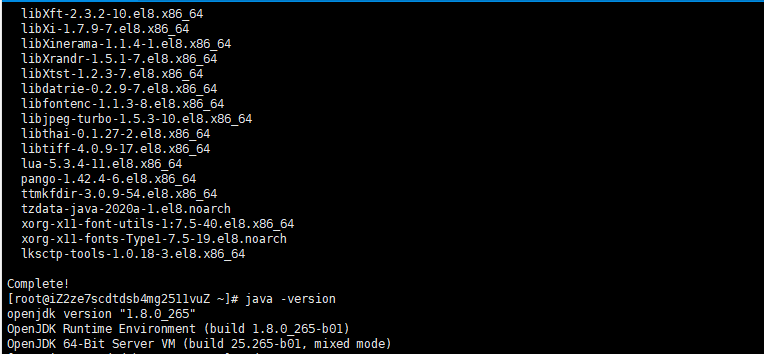 libXft-2.3.2-10.el8.x86_64
libXi-1.7.9-7.el8.x86_64
libXinerama-1.1.4-1.el8.x86_64
libXrandr-1.5.1-7.el8.x86_64
libXtst-1.2.3-7.el8.x86_64
libdatrie-0.2.9-7.el8.x86_64
libfontenc-1.1.3-8.el8.x86_64
libjpeg-turbo-1.5.3-10.el8.x86_64
libthai-0.1.27-2.el8.x86_64
libtiff-4.0.9-17.el8.x86_64
lua-5.3.4-11.el8.x86_64
pango-1.42.4-6.el8.x86_64
ttmkfdir-3.0.9-54.el8.x86_64
tzdata-java-2020a-1.el8.noarch
xorg-x11-font-utils-1:7.5-40.el8.x86_64
xorg-x11-fonts-Type1-7.5-19.el8.noarch
lksctp-tools-1.0.18-3.el8.x86_64
Complete!
[root@iZ2ze7scdtdsb4mg2511vuZ ~]# java -version
openjdk version "1.8.0_265"
OpenJDK Runtime Environment (build 1.8.0_265-b01)
OpenJDK 64-Bit Server VM (build 25.265-b01, mixed mode)